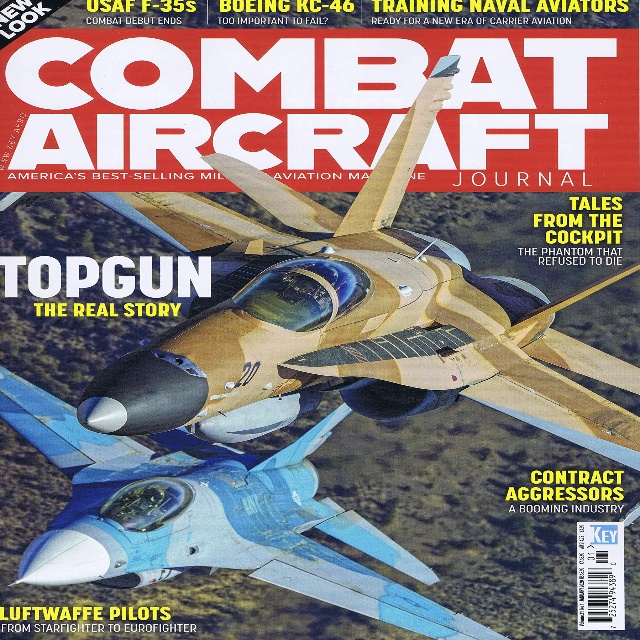 NEW
LOOK
USAF F-35s
COMBAT DEBUT ENDS
BOEING KC-46
TOO IMPORTANT TO FAIL?
TRAINING NAVAL AVIATORS
READY FOR A NEW ERA OF CARRIER AVIATION
COMBAT
AIRCRAFT
AMERICA'S BEST-SELLING MIL AVIATION MA INE
JOURNAL
TALES
FROM THE
COCKPIT
THE PHANTOM THAT
REFUSED TO DIE
TOPGUN
THE REAL STORY
20
CONTRACT
AGGRESSORS
A BOOMING INDUSTRY
KEY
LUFTWAFFE PILOTS
FROM STARFIGHTER TO EUROFIGHTER